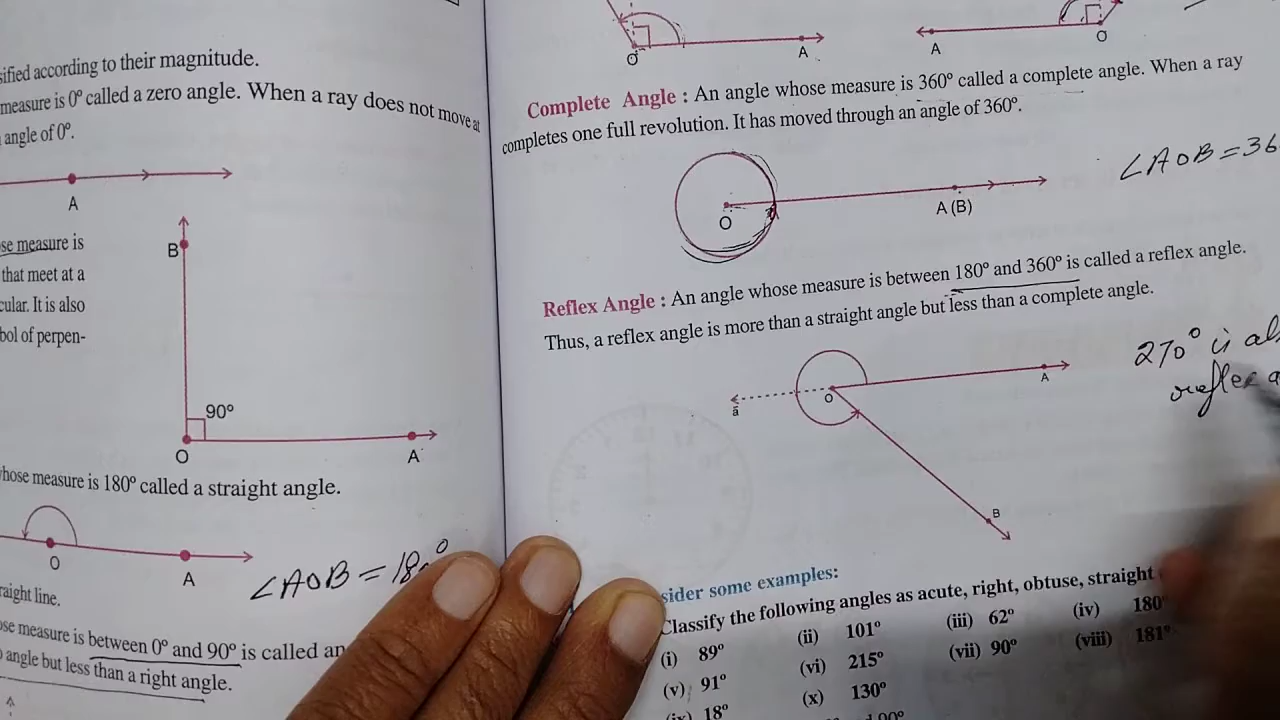 sified according to their magnitude.
measure is 0° called a zero angle. When a ray does not move at
angle of 0°.
A
se measure is
that meet at a
cular. It is also
bol of perpen-
B
90°
O
A
hose measure is 180° called a straight angle.
O
A
∠AOB = 18 °
raight line.
ose measure is between 0° and 90° is called an
angle but less than a right angle.
O
A
A
O
Complete Angle : An angle whose measure is 360° called a complete angle. When a ray
completes one full revolution. It has moved through an angle of 360°.
O
A (B)
∠AOB = 36
Reflex Angle : An angle whose measure is between 180° and 360° is called a reflex angle.
Thus, a reflex angle is more than a straight angle but less than a complete angle.
O
A
B
270° is al
reflex a
sider some examples:
Classify the following angles as acute, right, obtuse, straight
(i) 89° (ii) 101° (iii) 62° (iv) 180°
(v) 91° (vi) 215° (vii) 90° (viii) 181°
(ix) 18° (x) 130°